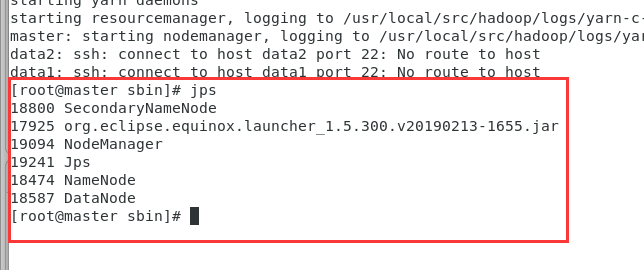 starting yarn daemons
starting resourcemanager, logging to /usr/local/src/hadoop/logs/yarn-c-
master: starting nodemanager, logging to /usr/local/src/hadoop/logs/yar
data2: ssh: connect to host data2 port 22: No route to host
data1: ssh: connect to host data1 port 22: No route to host
[root@master sbin]# jps
18800 SecondaryNameNode
17925 org.eclipse.equinox.launcher_1.5.300.v20190213-1655.jar
19094 NodeManager
19241 Jps
18474 NameNode
18587 DataNode
[root@master sbin]#